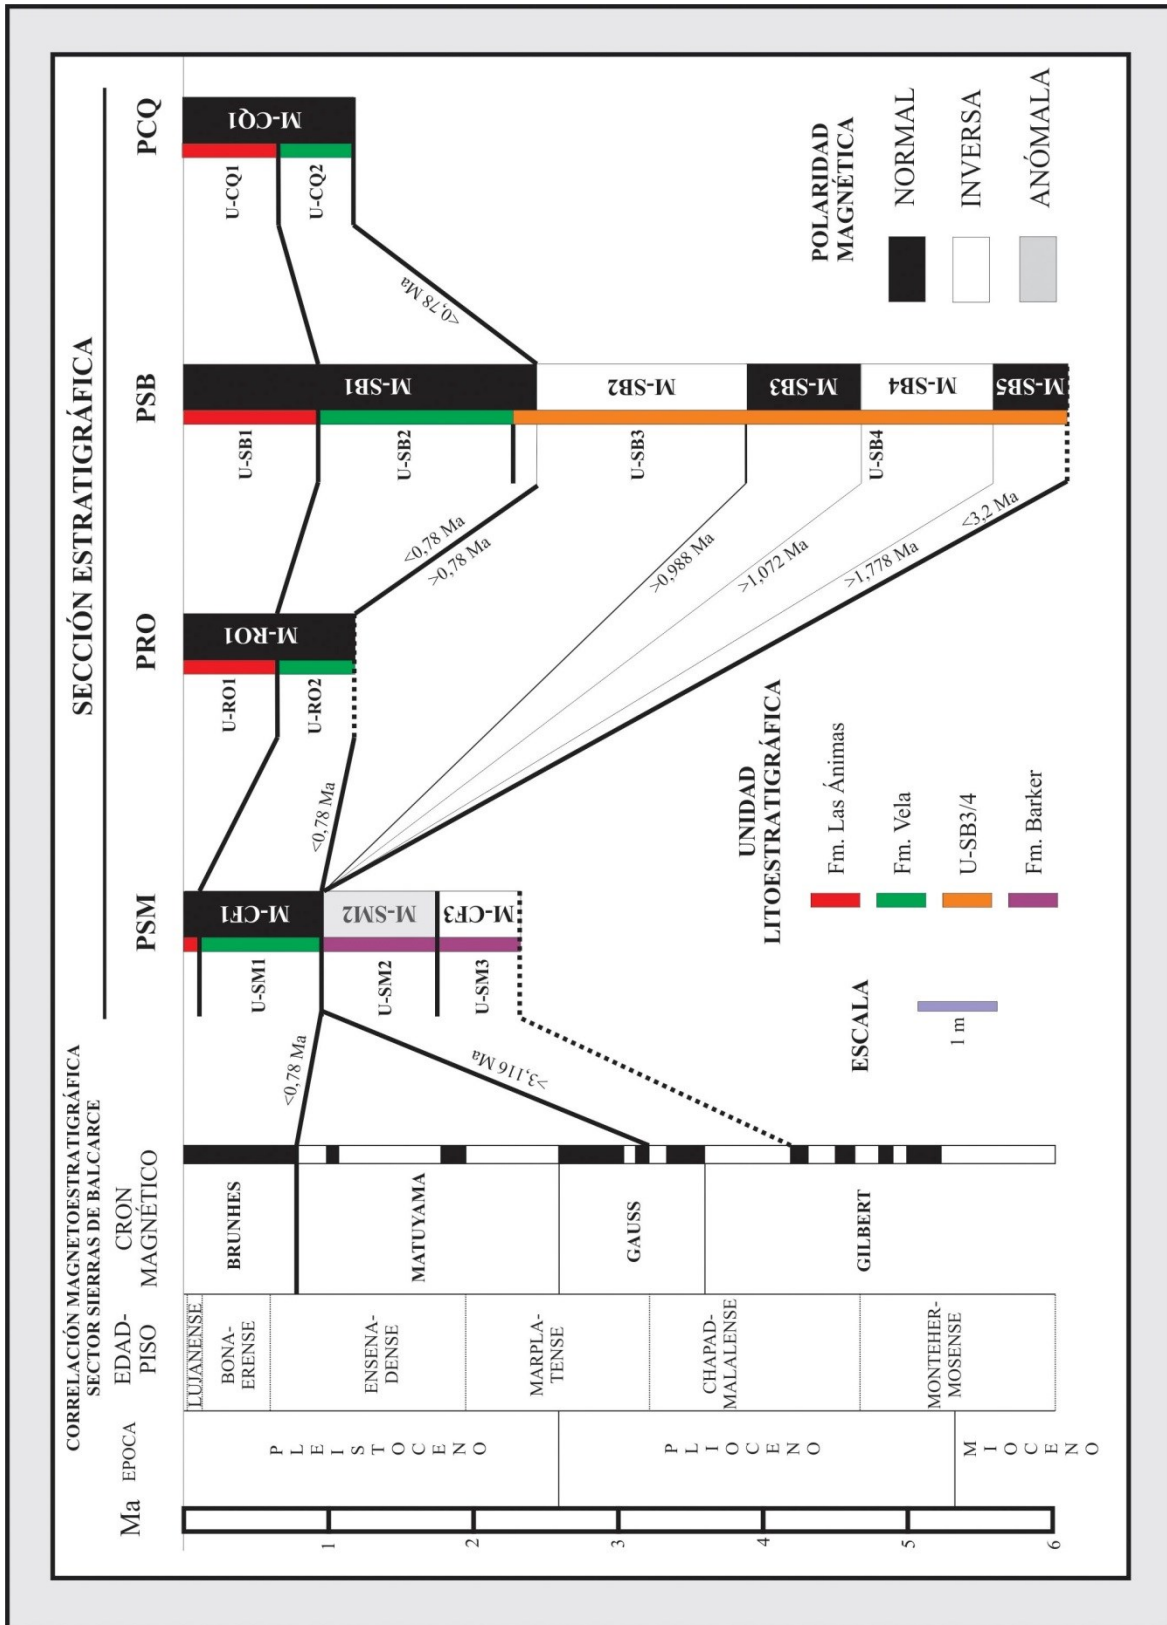 CORRELACIÓN MAGNETOESTRATIGRÁFICA
SECTOR SIERRAS DE BALCARCE
SECCIÓN ESTRATIGRÁFICA
Ma
EPOCA
EDAD-
PISO
CRON
MAGNÉTICO
PSM
PRO
PSB
PCQ
1
2
3
4
5
6
PLEISTOCENO
PLIOCENO
MIOCENO
LUJANENSE
BONA-
ERENSE
ENSENA-
DENSE
MARPLA-
TENSE
CHAPAD-
MALALENSE
MONTEHER-
MOSENSE
BRUNHES
MATUYAMA
GAUSS
GILBERT
<0,78 Ma
>3,116 Ma
U-SM1
U-SM2
U-SM3
M-CF1
M-SM2
M-CF3
<0,78 Ma
U-RO1
U-RO2
M-RO1
<0,78 Ma
>0,78 Ma
>0,988 Ma
>1,072 Ma
>1,778 Ma
<3,2 Ma
U-SB1
U-SB2
U-SB3
U-SB4
M-SB1
M-SB2
M-SB3
M-SB4
M-SB5
<0,78 Ma
U-CQ1
U-CQ2
M-CQ1
ESCALA
1 m
UNIDAD
LITOESTRATIGRÁFICA
Fm. Las Ánimas
Fm. Vela
U-SB3/4
Fm. Barker
POLARIDAD
MAGNÉTICA
NORMAL
INVERSA
ANÓMALA